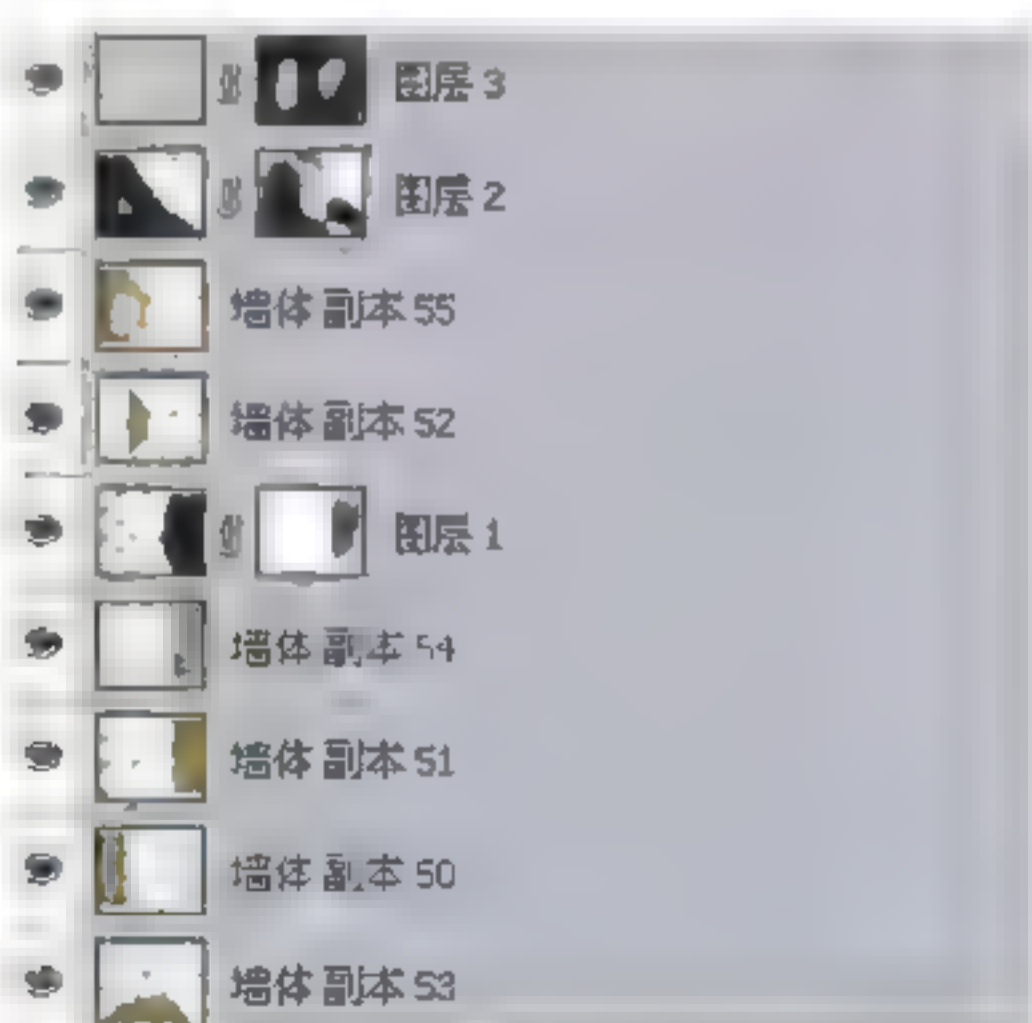 图层 3
图层 2
墙体 副本 55
墙体 副本 52
图层 1
墙体 副本 54
墙体 副本 51
墙体 副本 50
墙体 副本 53